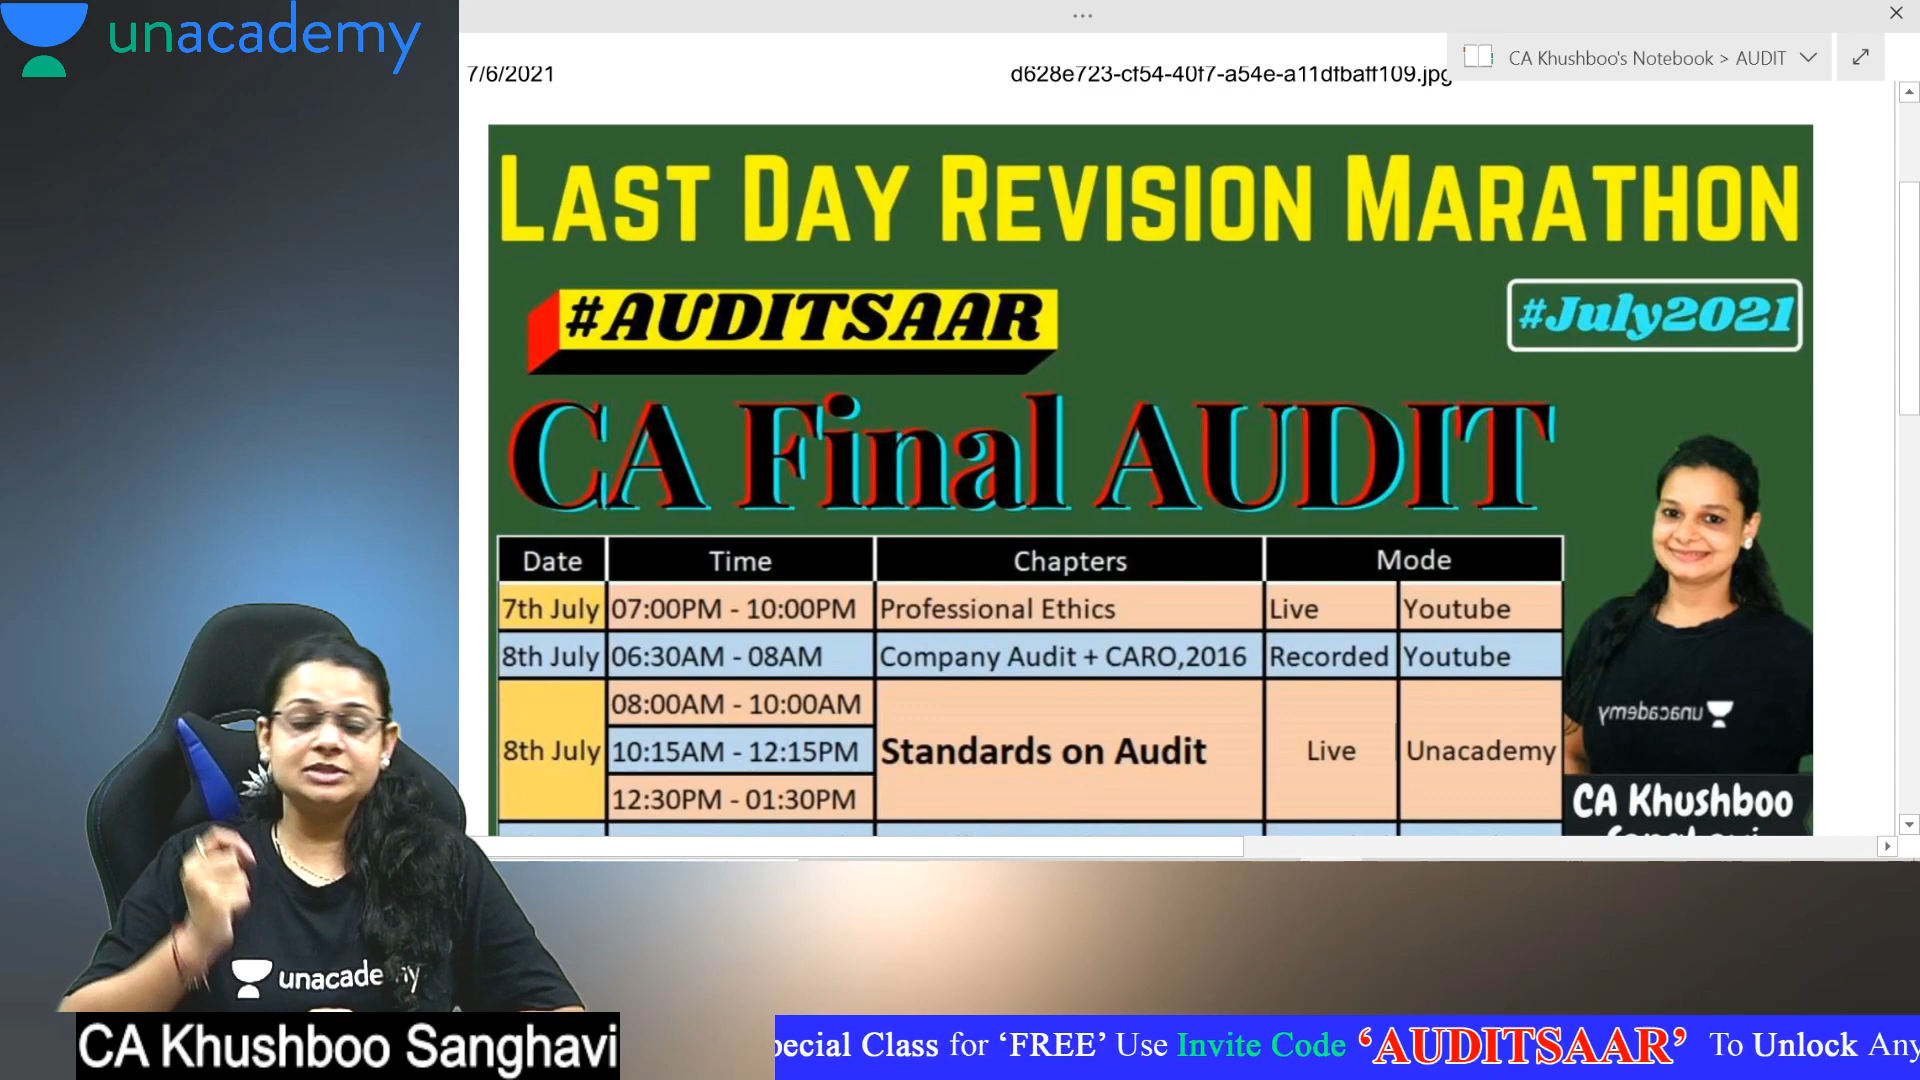 unacademy
...
CA Khushboo's Notebook > AUDIT
7/6/2021
d628e723-cf54-40f7-a54e-a11dfbaff109.jpg
LAST DAY REVISION MARATHON
#AUDITSAAR
#July2021
CA Final AUDIT
Date Time Chapters Mode
7th July 07:00PM - 10:00PM Professional Ethics Live Youtube
8th July 06:30AM - 08AM Company Audit + CARO,2016 Recorded Youtube
8th July 08:00AM - 10:00AM Standards on Audit Live Unacademy
10:15AM - 12:15PM
12:30PM - 01:30PM
unacademy
CA Khushboo
unacademy
CA Khushboo Sanghavi
pecial Class for ‘FREE’ Use Invite Code ‘AUDITSAAR’ To Unlock Any